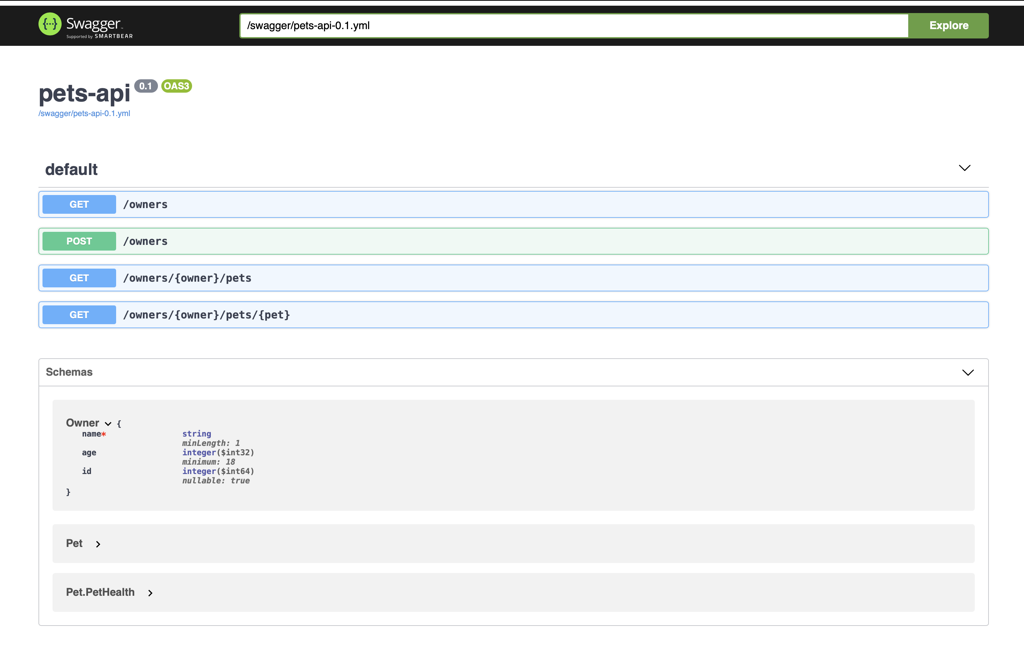 Swagger.
Supported by SMARTBEAR
/swagger/pets-api-0.1.yml
Explore
pets-api 0.1 OAS3
/swagger/pets-api-0.1.yml
default
GET /owners
POST /owners
GET /owners/{owner}/pets
GET /owners/{owner}/pets/{pet}
Schemas
Owner {
name* string
minLength: 1
age integer($int32)
minimum: 18
id integer($int64)
nullable: true
}
Pet
Pet.PetHealth